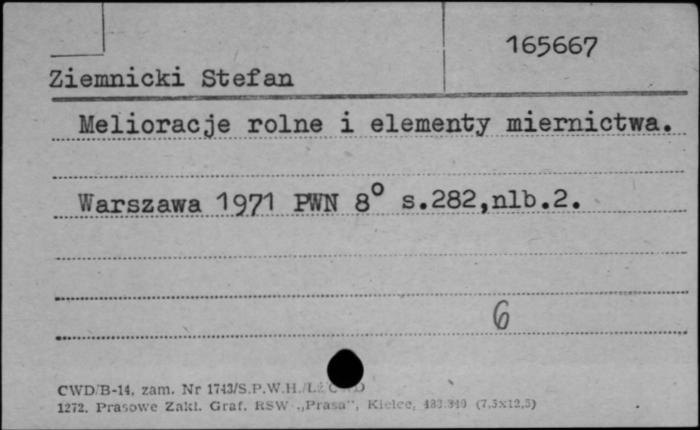 165667
Ziemnicki Stefan
Melioracje rolne i elementy miernictwa.
Warszawa 1971 PWN 8° s.282,nlb.2.
6
CWD/B-14, zam. Nr 1743/S.P.W.H.
1272. Prasowe Zakł. Graf. RSW „Prasa", Kielce, (7,5x12,5)